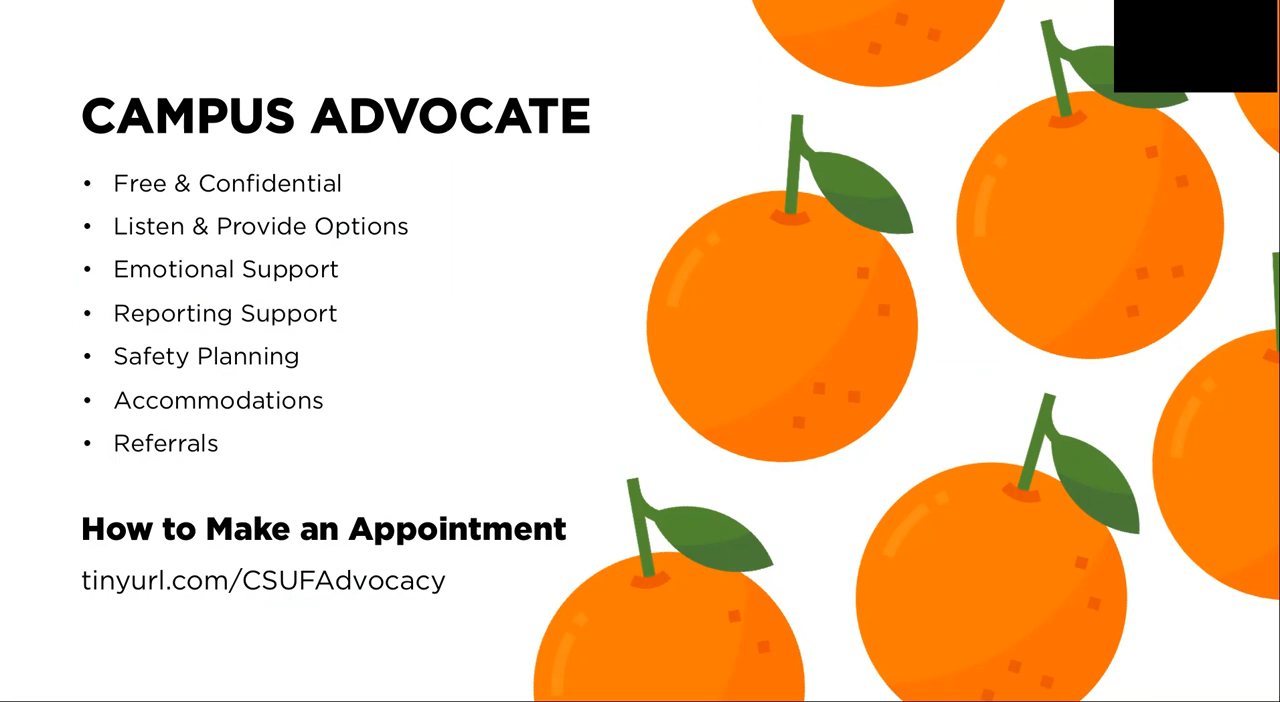 CAMPUS ADVOCATE
• Free & Confidential
• Listen & Provide Options
• Emotional Support
• Reporting Support
• Safety Planning
• Accommodations
• Referrals
How to Make an Appointment
tinyurl.com/CSUFAdvocacy